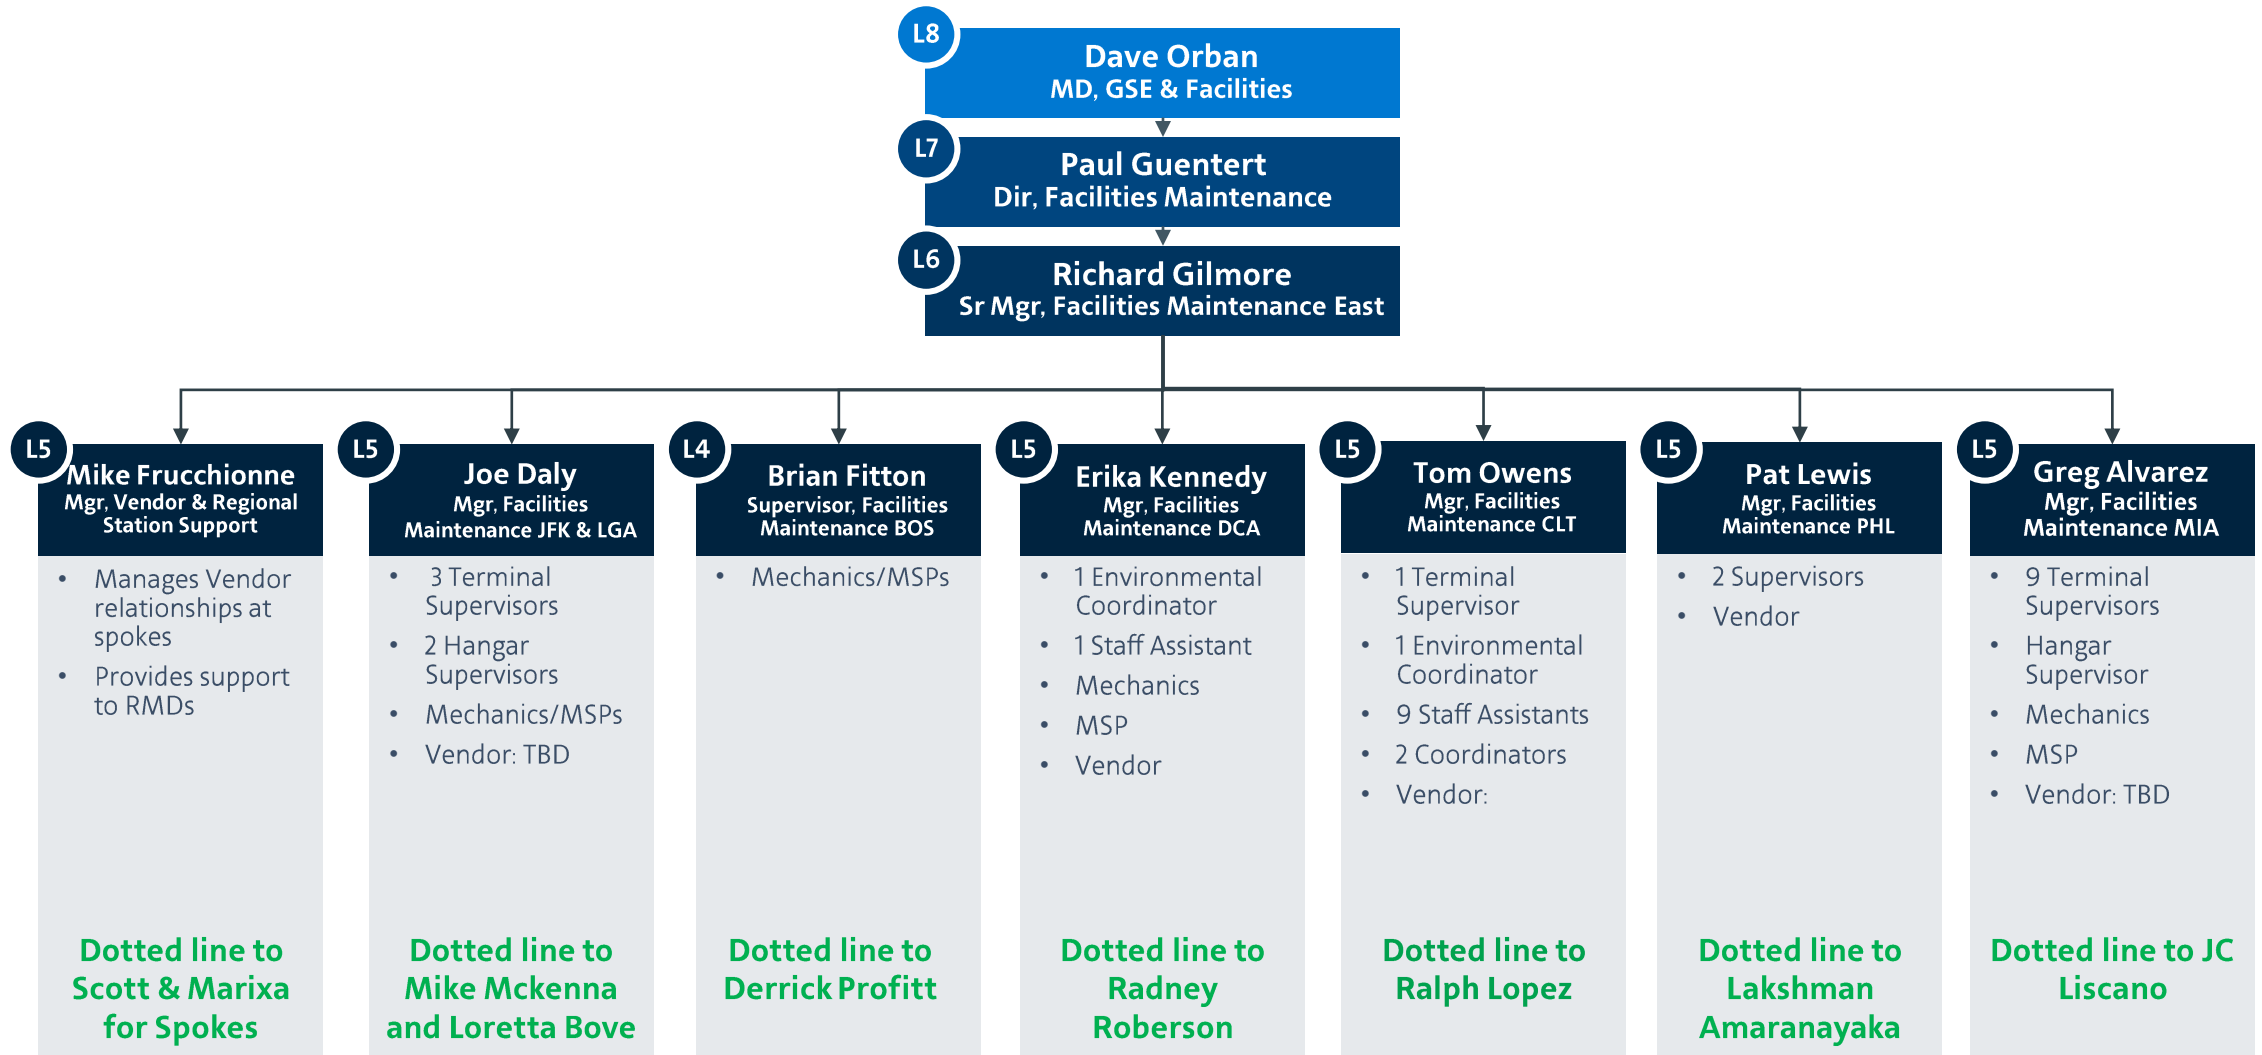 L8
Dave Orban
MD, GSE & Facilities
L7
Paul Guentert
Dir, Facilities Maintenance
L6
Richard Gilmore
Sr Mgr, Facilities Maintenance East
L5
Mike Frucchionne
Mgr, Vendor & Regional
Station Support
• Manages Vendor
relationships at
spokes
• Provides support
to RMDs
Dotted line to
Scott & Marixa
for Spokes
L5
Joe Daly
Mgr, Facilities
Maintenance JFK & LGA
• 3 Terminal
Supervisors
• 2 Hangar
Supervisors
• Mechanics/MSPs
• Vendor: TBD
Dotted line to
Mike Mckenna
and Loretta Bove
L4
Brian Fitton
Supervisor, Facilities
Maintenance BOS
• Mechanics/MSPs
Dotted line to
Derrick Profitt
L5
Erika Kennedy
Mgr, Facilities
Maintenance DCA
• 1 Environmental
Coordinator
• 1 Staff Assistant
• Mechanics
• MSP
• Vendor
Dotted line to
Radney
Roberson
L5
Tom Owens
Mgr, Facilities
Maintenance CLT
• 1 Terminal
Supervisor
• 1 Environmental
Coordinator
• 9 Staff Assistants
• 2 Coordinators
• Vendor:
Dotted line to
Ralph Lopez
L5
Pat Lewis
Mgr, Facilities
Maintenance PHL
• 2 Supervisors
• Vendor
Dotted line to
Lakshman
Amaranayaka
L5
Greg Alvarez
Mgr, Facilities
Maintenance MIA
• 9 Terminal
Supervisors
• Hangar
Supervisor
• Mechanics
• MSP
• Vendor: TBD
Dotted line to JC
Liscano